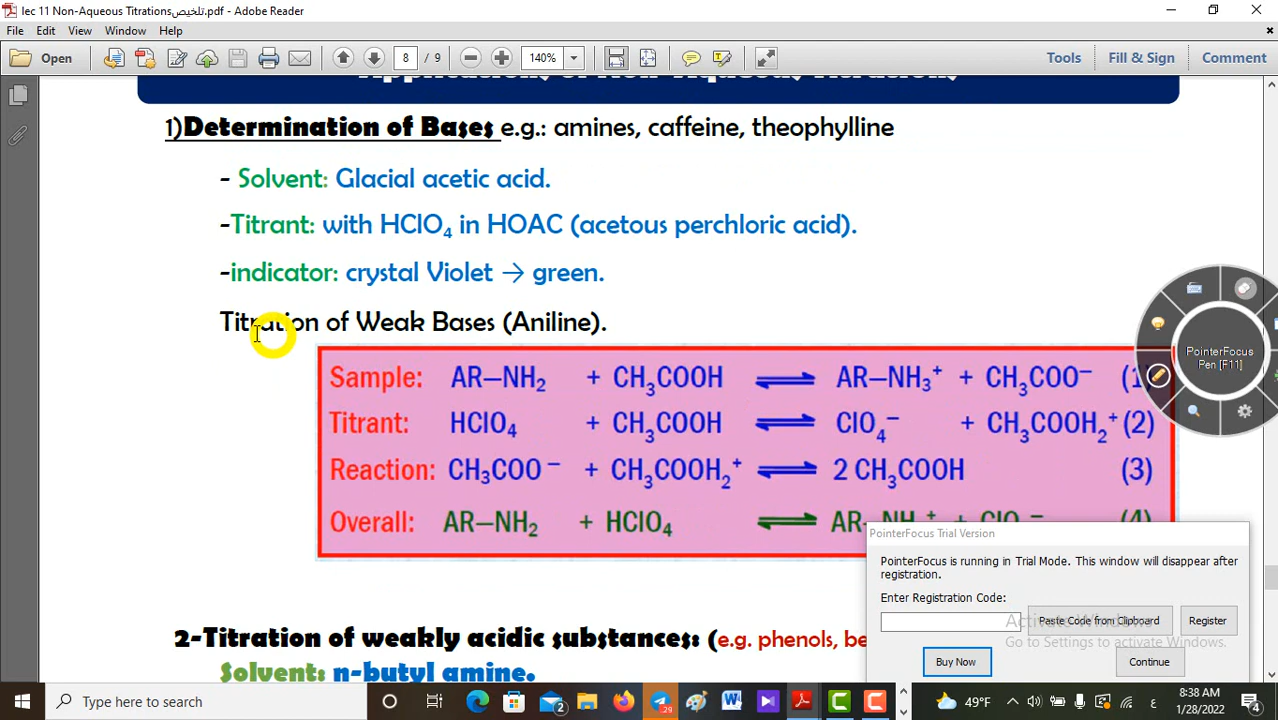 lec 11 Non-Aqueous Titrationsتلخيص.pdf - Adobe Reader
File Edit View Window Help
Open 8 / 9 140% Tools Fill & Sign Comment
1)Determination of Bases e.g.: amines, caffeine, theophylline
- Solvent: Glacial acetic acid.
-Titrant: with HClO₄ in HOAC (acetous perchloric acid).
-indicator: crystal Violet → green.
Titration of Weak Bases (Aniline).
PointerFocus
Pen [F11]
Sample: AR–NH₂ + CH₃COOH ⇌ AR–NH₃⁺ + CH₃COO⁻ (1)
Titrant: HClO₄ + CH₃COOH ⇌ ClO₄⁻ + CH₃COOH₂⁺ (2)
Reaction: CH₃COO⁻ + CH₃COOH₂⁺ ⇌ 2 CH₃COOH (3)
Overall: AR–NH₂ + HClO₄ ⇌
PointerFocus Trial Version
PointerFocus is running in Trial Mode. This window will disappear after
registration.
Enter Registration Code:
Paste Code from Clipboard Register
Activate Windows
Go to Settings to activate Windows.
Buy Now Continue
2-Titration of weakly acidic substances: (e.g. phenols,
Solvent: n-butyl amine.
Type here to search 2 29 49°F ع 8:38 AM
1/28/2022 4